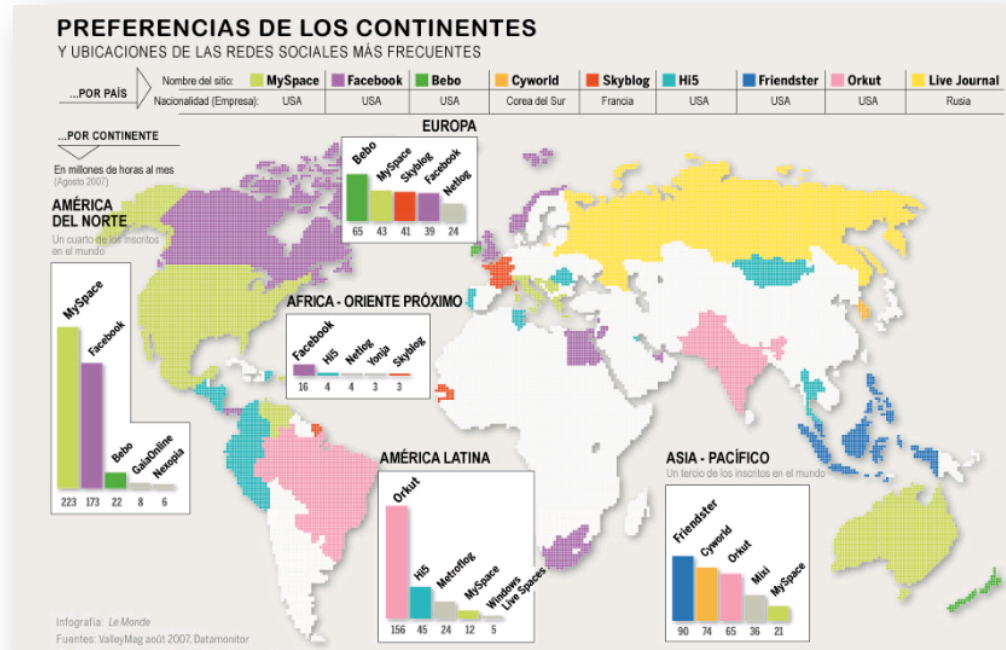 PREFERENCIAS DE LOS CONTINENTES
Y UBICACIONES DE LAS REDES SOCIALES MÁS FRECUENTES
...POR PAÍS
Nombre del sitio: MySpace Facebook Bebo Cyworld Skyblog Hi5 Friendster Orkut Live Journal
Nacionalidad (Empresa): USA USA USA Corea del Sur Francia USA USA USA Rusia
...POR CONTINENTE
En millones de horas al mes
(Agosto 2007)
AMÉRICA
DEL NORTE
Un cuarto de los inscritos
en el mundo
MySpace
Facebook
Bebo
GaiaOnline
Nexopia
223 173 22 8 6
EUROPA
Bebo
MySpace
Skyblog
Facebook
Netlog
65 43 41 39 24
AFRICA - ORIENTE PRÓXIMO
Facebook
Hi5
Netlog
Yonja
Skyblog
16 4 4 3 3
AMÉRICA LATINA
Orkut
Hi5
Metroflog
MySpace
Windows
Live Spaces
156 45 24 12 5
ASIA - PACÍFICO
Un tercio de los inscritos en el mundo
Friendster
Cyworld
Orkut
Mixi
MySpace
90 74 65 36 21
Infografía: Le Monde
Fuentes: ValleyMag août 2007, Datamonitor